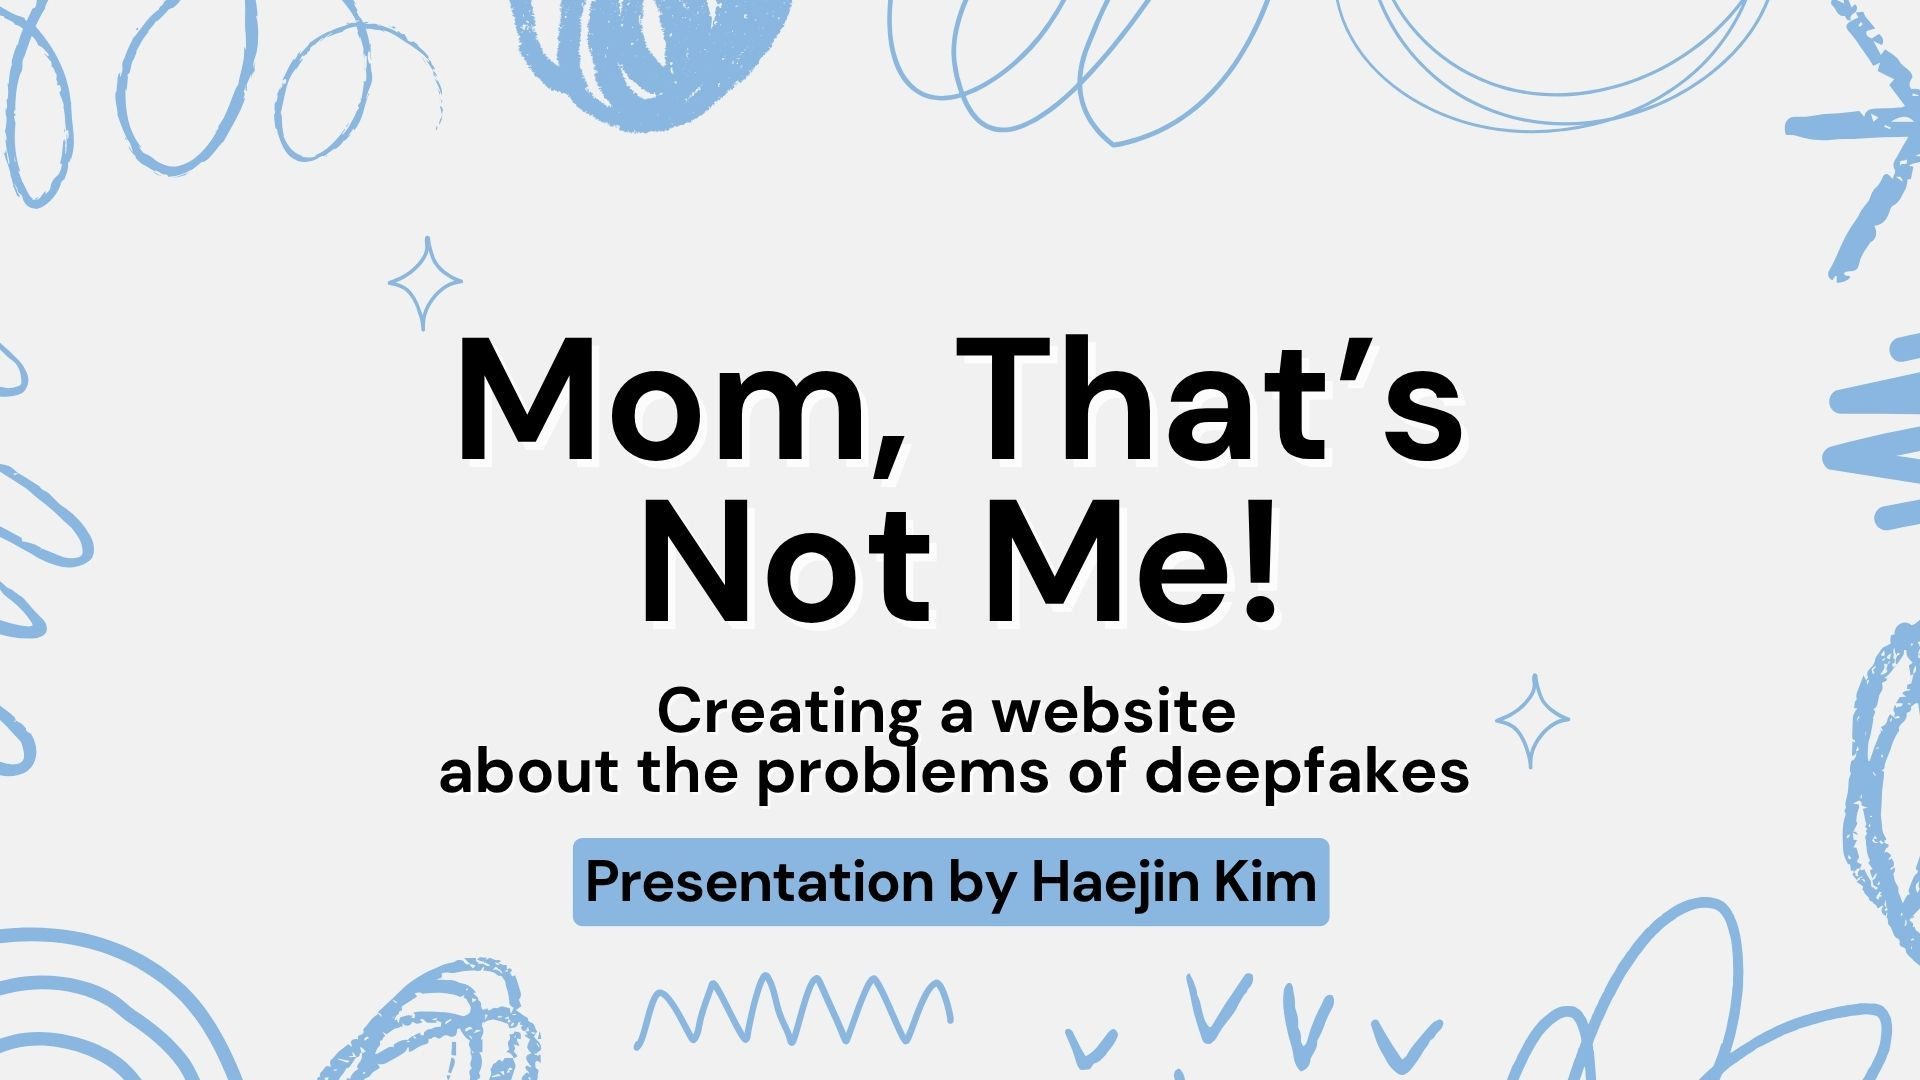 Mom, That’s
Not Me!
Creating a website
about the problems of deepfakes
Presentation by Haejin Kim